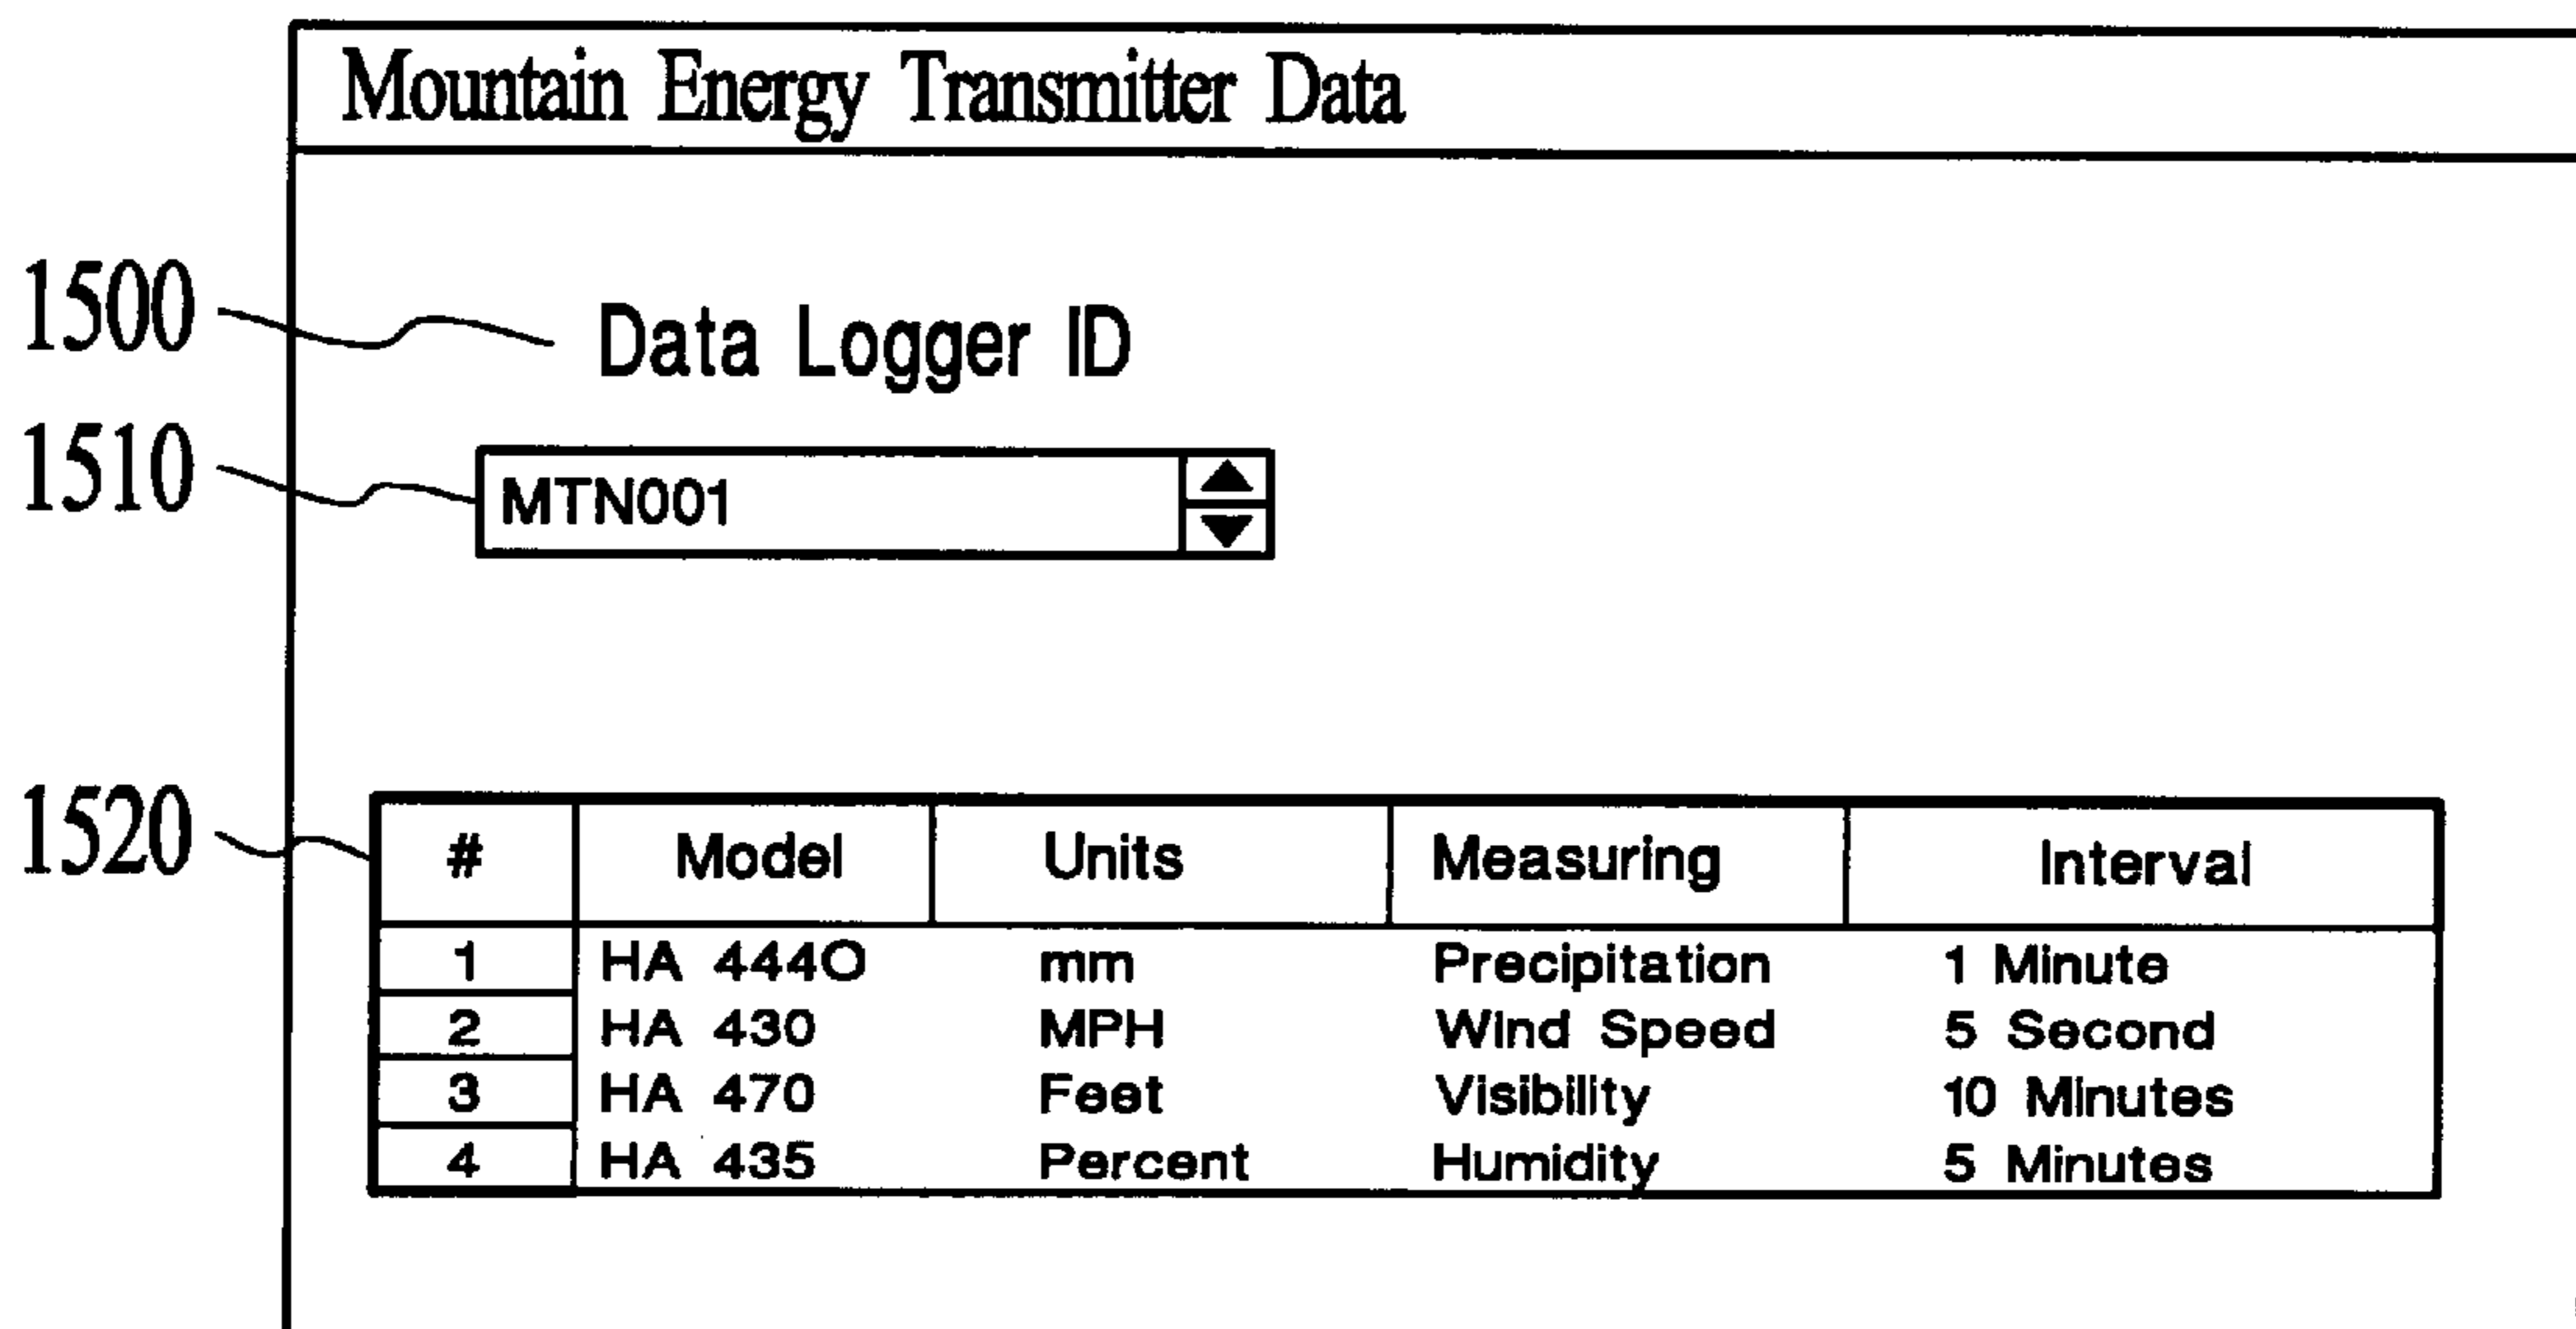 Mountain Energy Transmitter Data
1500 Data Logger ID
1510 MTN001
1520 # Model Units Measuring Interval
1 HA 444O mm Precipitation 1 Minute
2 HA 430 MPH Wind Speed 5 Second
3 HA 470 Feet Visibility 10 Minutes
4 HA 435 Percent Humidity 5 Minutes